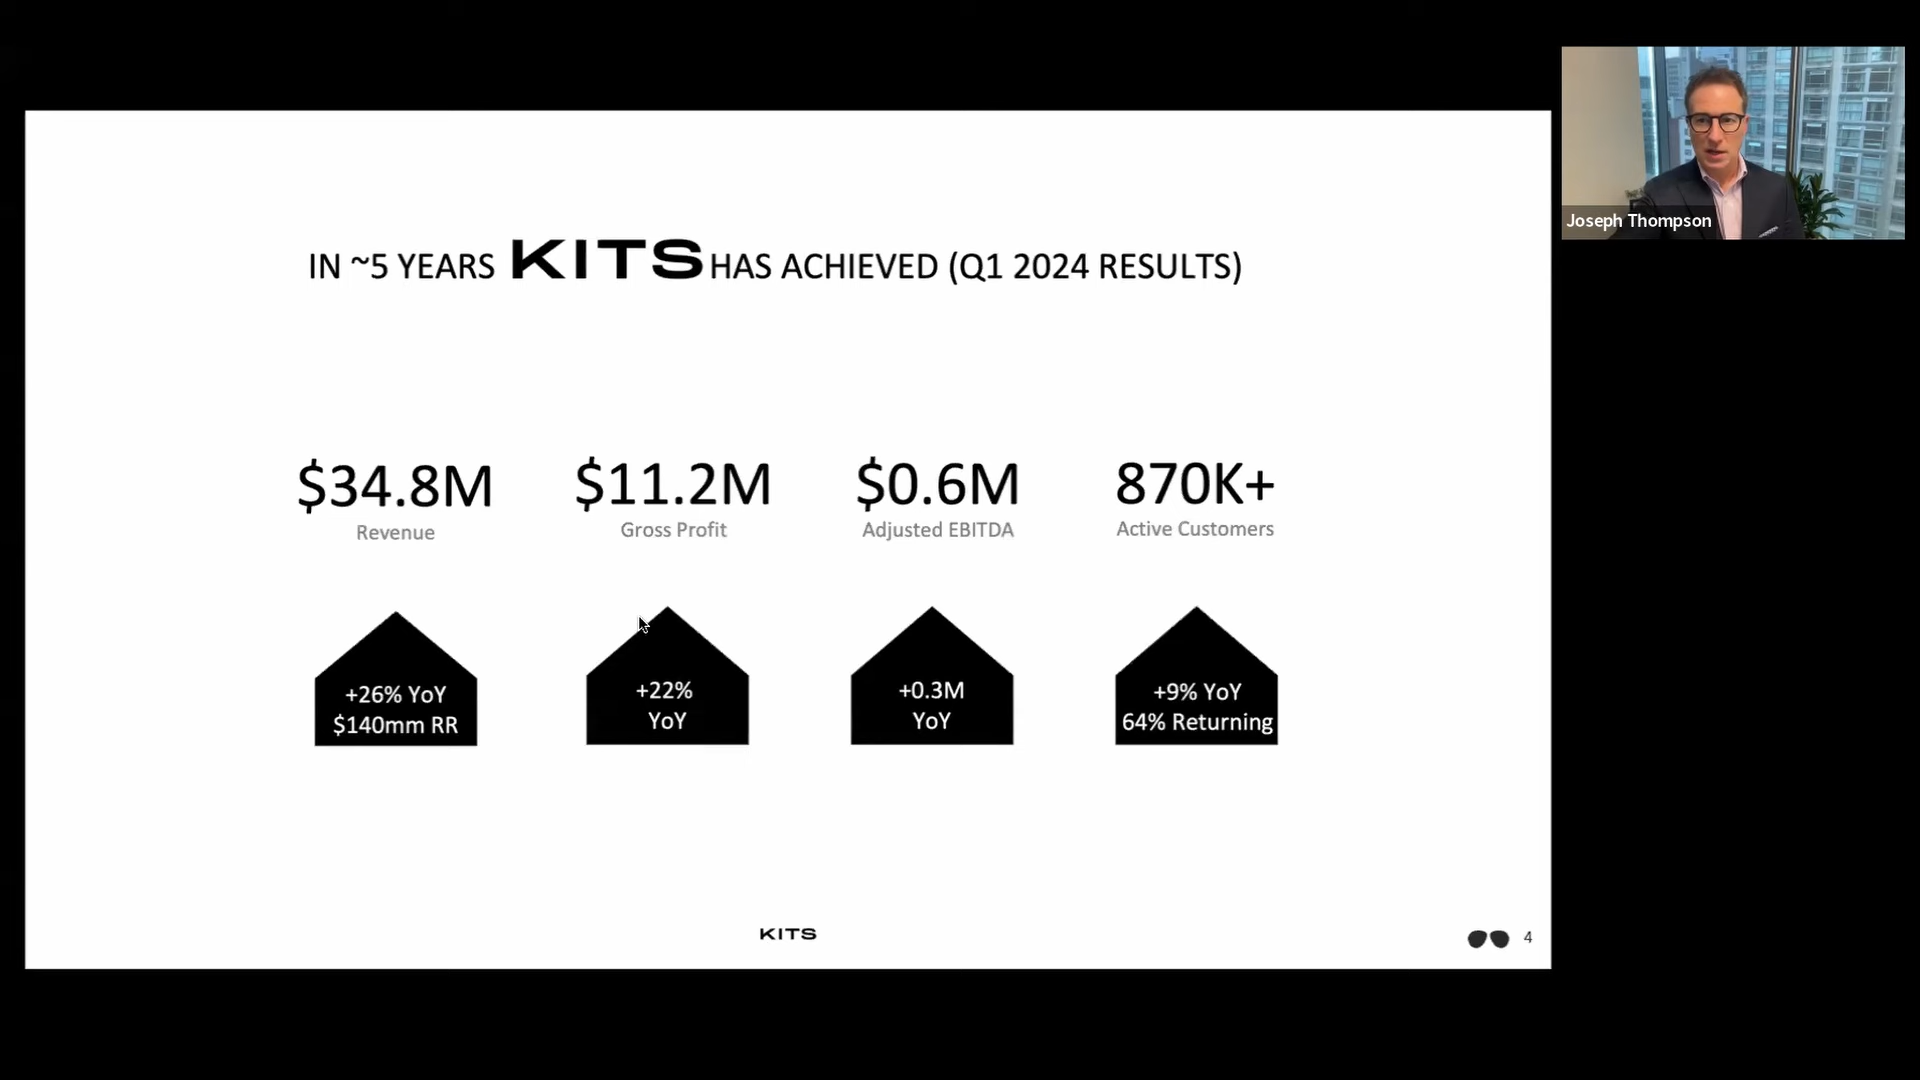 IN ~5 YEARS KITS HAS ACHIEVED (Q1 2024 RESULTS)
$34.8M
Revenue
$11.2M
Gross Profit
$0.6M
Adjusted EBITDA
870K+
Active Customers
+26% YoY
$140mm RR
+22%
YoY
+0.3M
YoY
+9% YoY
64% Returning
KITS
4
Joseph Thompson